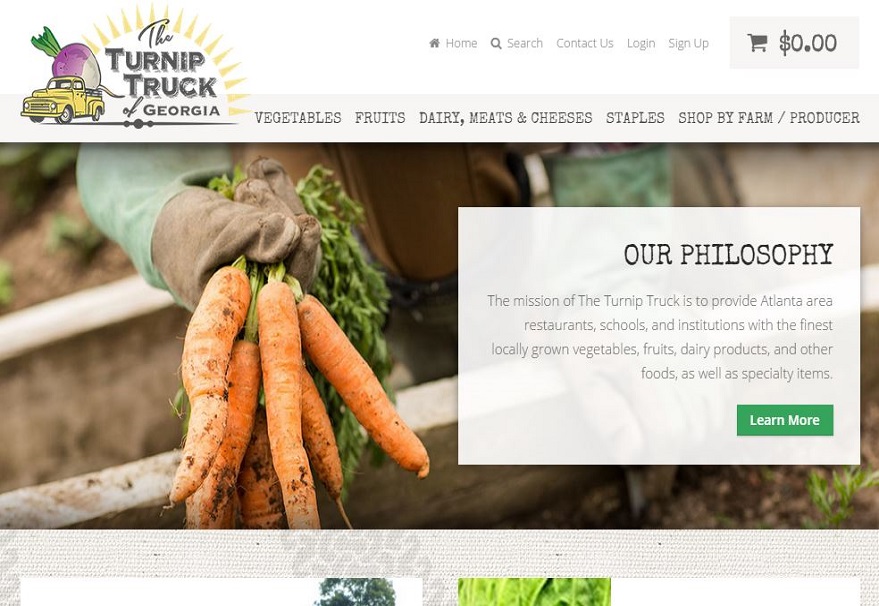 The
TURNIP
TRUCK
of GEORGIA
Home Search Contact Us Login Sign Up
$0.00
VEGETABLES FRUITS DAIRY, MEATS & CHEESES STAPLES SHOP BY FARM / PRODUCER
OUR PHILOSOPHY
The mission of The Turnip Truck is to provide Atlanta area
restaurants, schools, and institutions with the finest
locally grown vegetables, fruits, dairy products, and other
foods, as well as specialty items.
Learn More